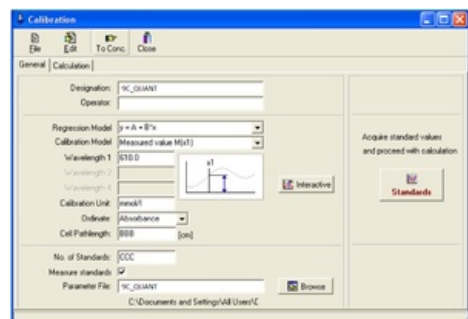 Calibration
File Edit To Conc. Close
General Calculation
Designation: 9C_QUANT
Operator:
Regression Model y = A + B*x
Calibration Model Measured value M(x1)
Wavelength 1 610.0
Wavelength 2
Wavelength 4
x1
Interactive
Calibration Unit: mmol/l
Ordinate: Absorbance
Cell Pathlength: BBB [cm]
No. of Standards: CCC
Measure standards
Parameter File: 9C_QUANT Browse
C:\Documents and Settings\All Users\D
Acquire standard values
and proceed with calculation
Standards